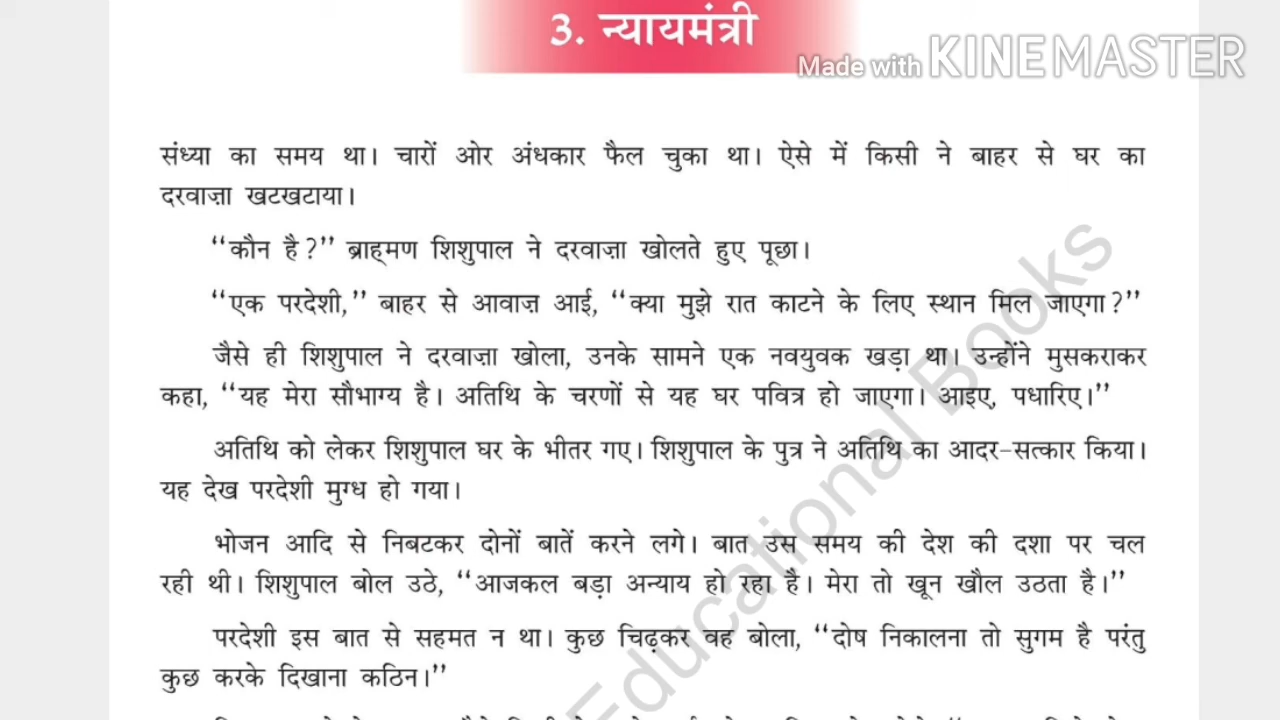 3. न्यायमंत्री
Made with KINEMASTER
संध्या का समय था। चारों ओर अंधकार फैल चुका था। ऐसे में किसी ने बाहर से घर का
दरवाज़ा खटखटाया।
“कौन है?” ब्राह्मण शिशुपाल ने दरवाज़ा खोलते हुए पूछा।
“एक परदेशी,” बाहर से आवाज़ आई, “क्या मुझे रात काटने के लिए स्थान मिल जाएगा?”
जैसे ही शिशुपाल ने दरवाज़ा खोला, उनके सामने एक नवयुवक खड़ा था। उन्होंने मुसकराकर
कहा, “यह मेरा सौभाग्य है। अतिथि के चरणों से यह घर पवित्र हो जाएगा। आइए, पधारिए।”
अतिथि को लेकर शिशुपाल घर के भीतर गए। शिशुपाल के पुत्र ने अतिथि का आदर-सत्कार किया।
यह देख परदेशी मुग्ध हो गया।
भोजन आदि से निबटकर दोनों बातें करने लगे। बात उस समय की देश की दशा पर चल
रही थी। शिशुपाल बोल उठे, “आजकल बड़ा अन्याय हो रहा है। मेरा तो खून खौल उठता है।”
परदेशी इस बात से सहमत न था। कुछ चिढ़कर वह बोला, “दोष निकालना तो सुगम है परंतु
कुछ करके दिखाना कठिन।”
Educational Books